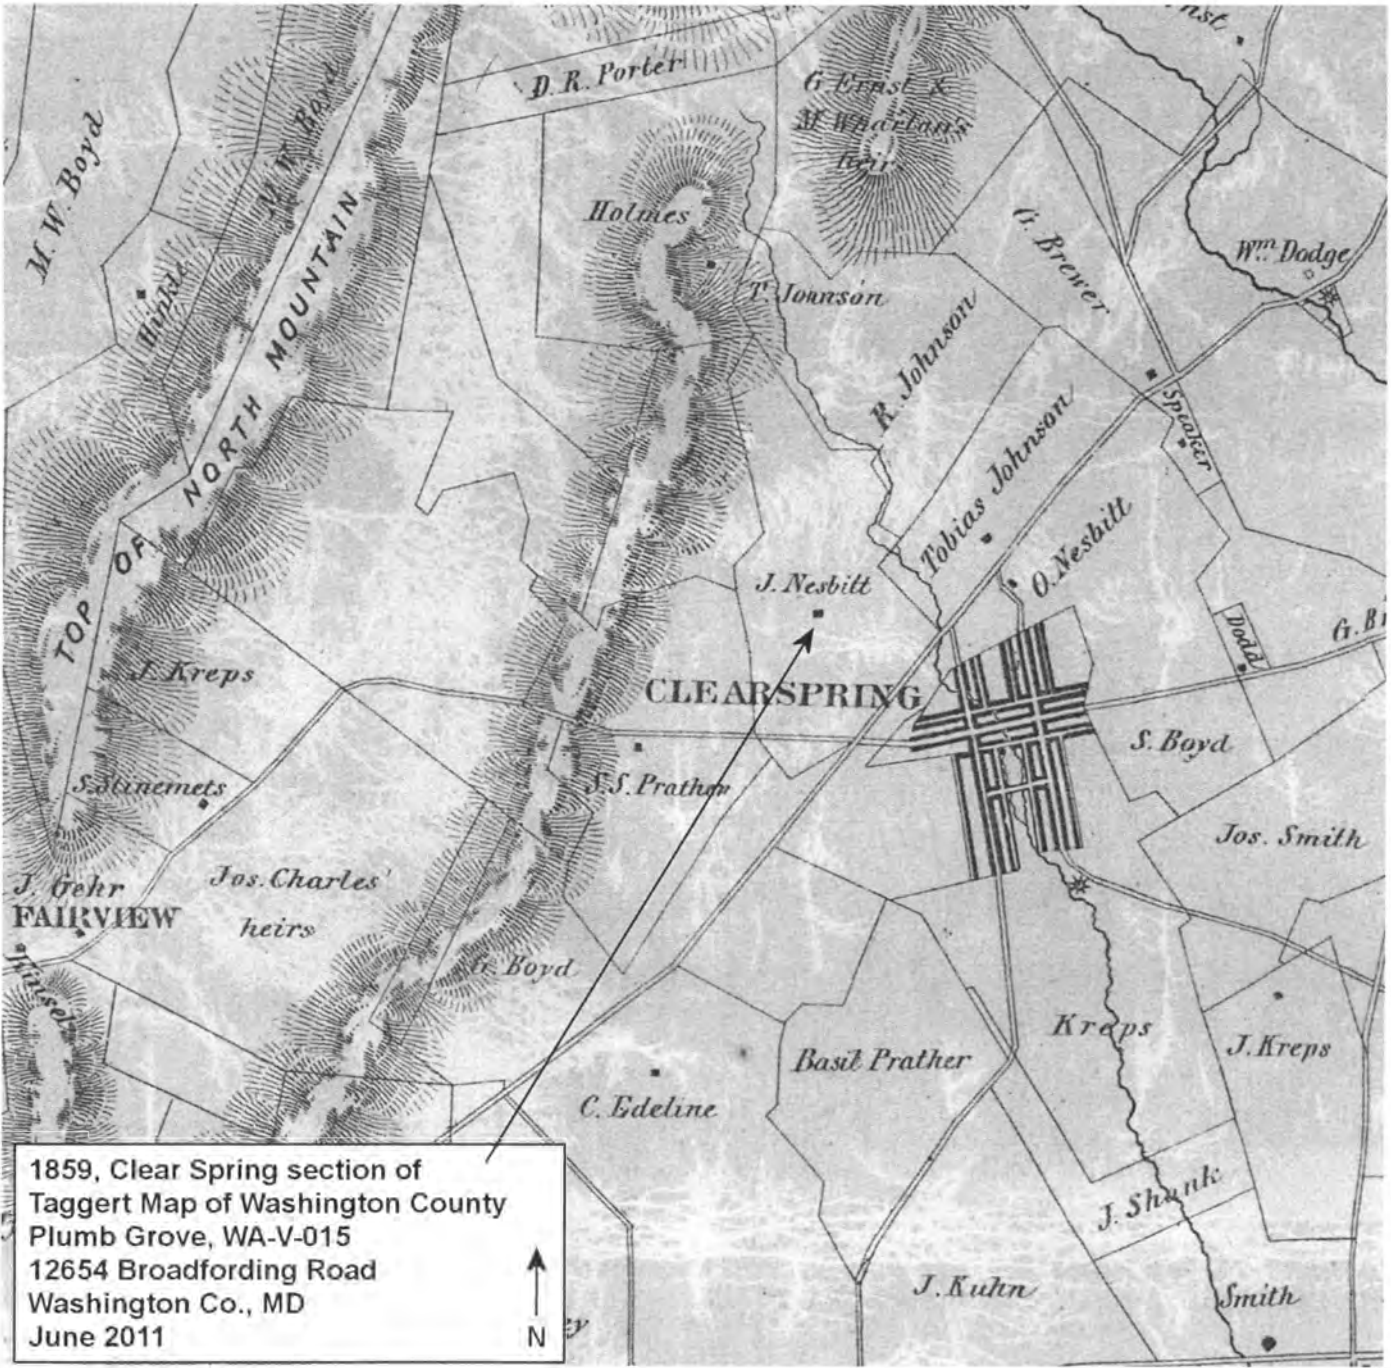 D. R. Porter
G. Ernst &
M. Whartan's
heir
M. W. Boyd
M. W. Boyd
Holmes
G. Brewer
Wm. Dodge
Hinkle
T. Johnson
R. Johnson
TOP OF NORTH MOUNTAIN
Speaker
Tobias Johnson
J. Nesbitt
O. Nesbitt
Dodd
J. Kreps
CLEARSPRING
S. Boyd
S. Stinemets
S. S. Prather
Jos. Smith
J. Gehr
FAIRVIEW
Jos. Charles'
heirs
Kinsel
G. Boyd
Kreps
J. Kreps
Basil Prather
C. Edeline
J. Shank
J. Kuhn
Smith
1859, Clear Spring section of
Taggert Map of Washington County
Plumb Grove, WA-V-015
12654 Broadfording Road
Washington Co., MD
June 2011
N